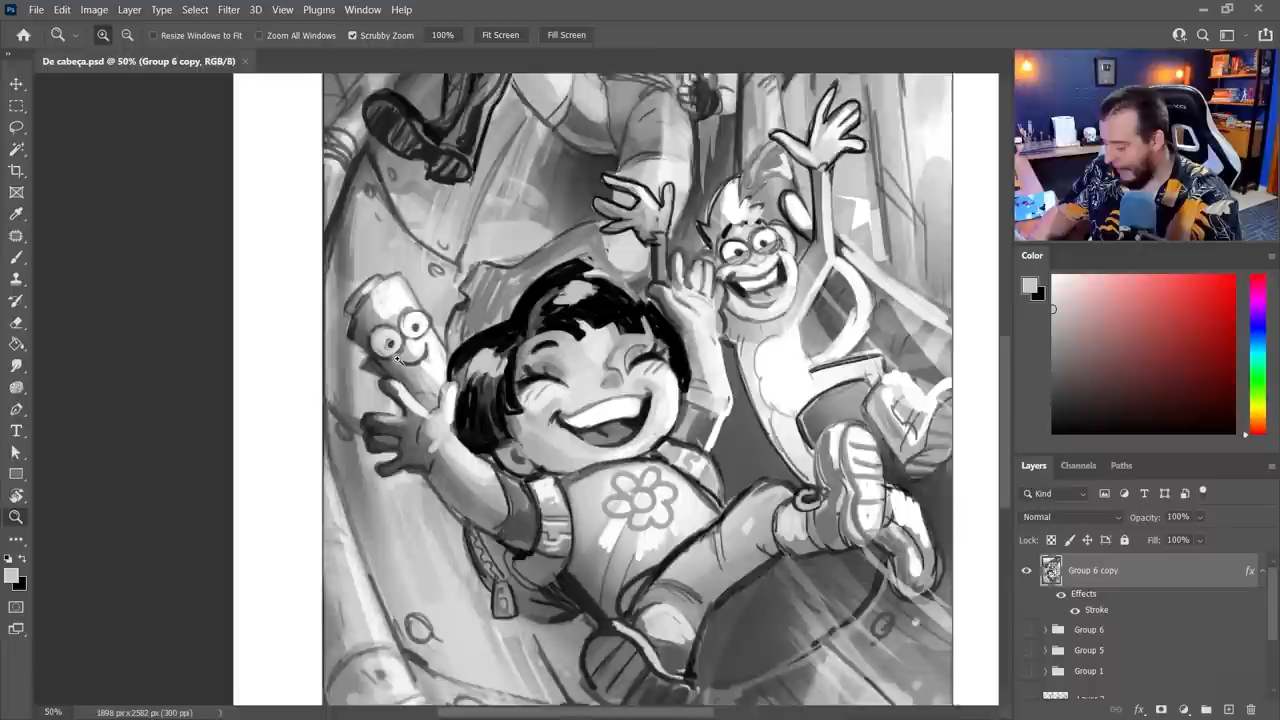 Ps File Edit Image Layer Type Select Filter 3D View Plugins Window Help
Resize Windows to Fit Zoom All Windows Scrubby Zoom 100% Fit Screen Fill Screen
De cabeça.psd @ 50% (Group 6 copy, RGB/8)
Color
Layers Channels Paths
Kind
Normal Opacity: 100%
Lock: Fill: 100%
Group 6 copy fx
Effects
Stroke
Group 6
Group 5
Group 1
50% 1898 px x 2582 px (300 ppi)
fx